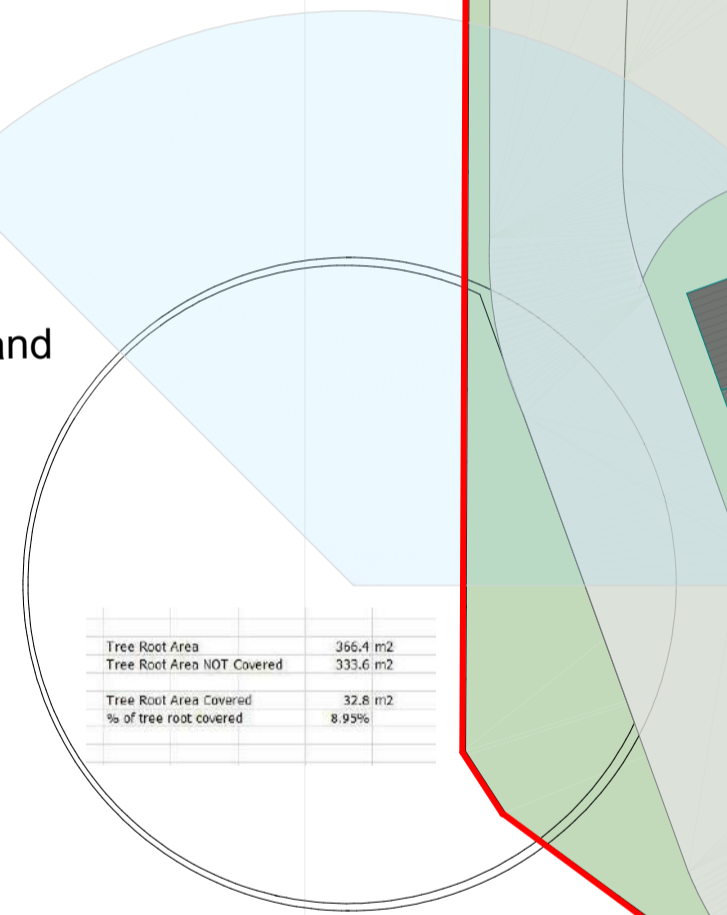 and
Tree Root Area 366.4 m2
Tree Root Area NOT Covered 333.6 m2
Tree Root Area Covered 32.8 m2
% of tree root covered 8.95%